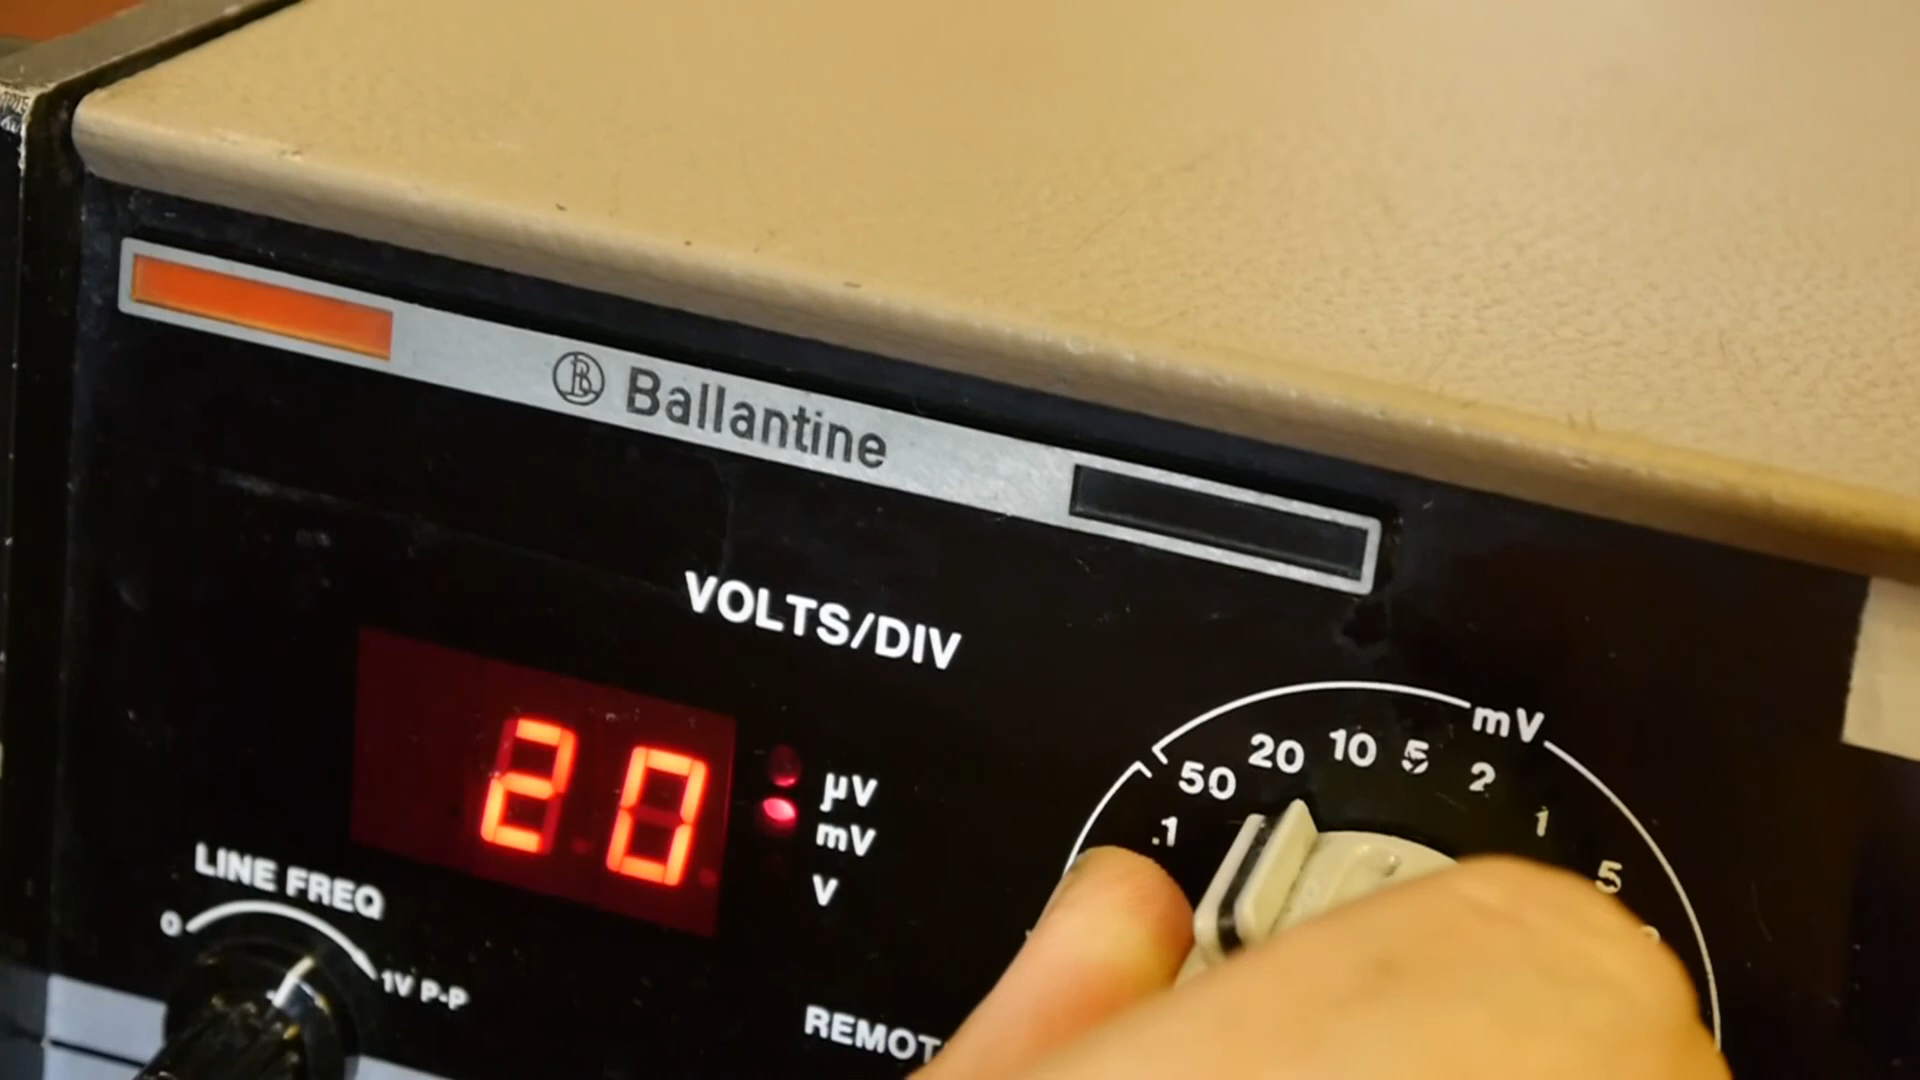 Ballantine
VOLTS/DIV
20
µV
mV
V
mV
50 20 10 5 2 1
.1
5
LINE FREQ
0
1V P-P